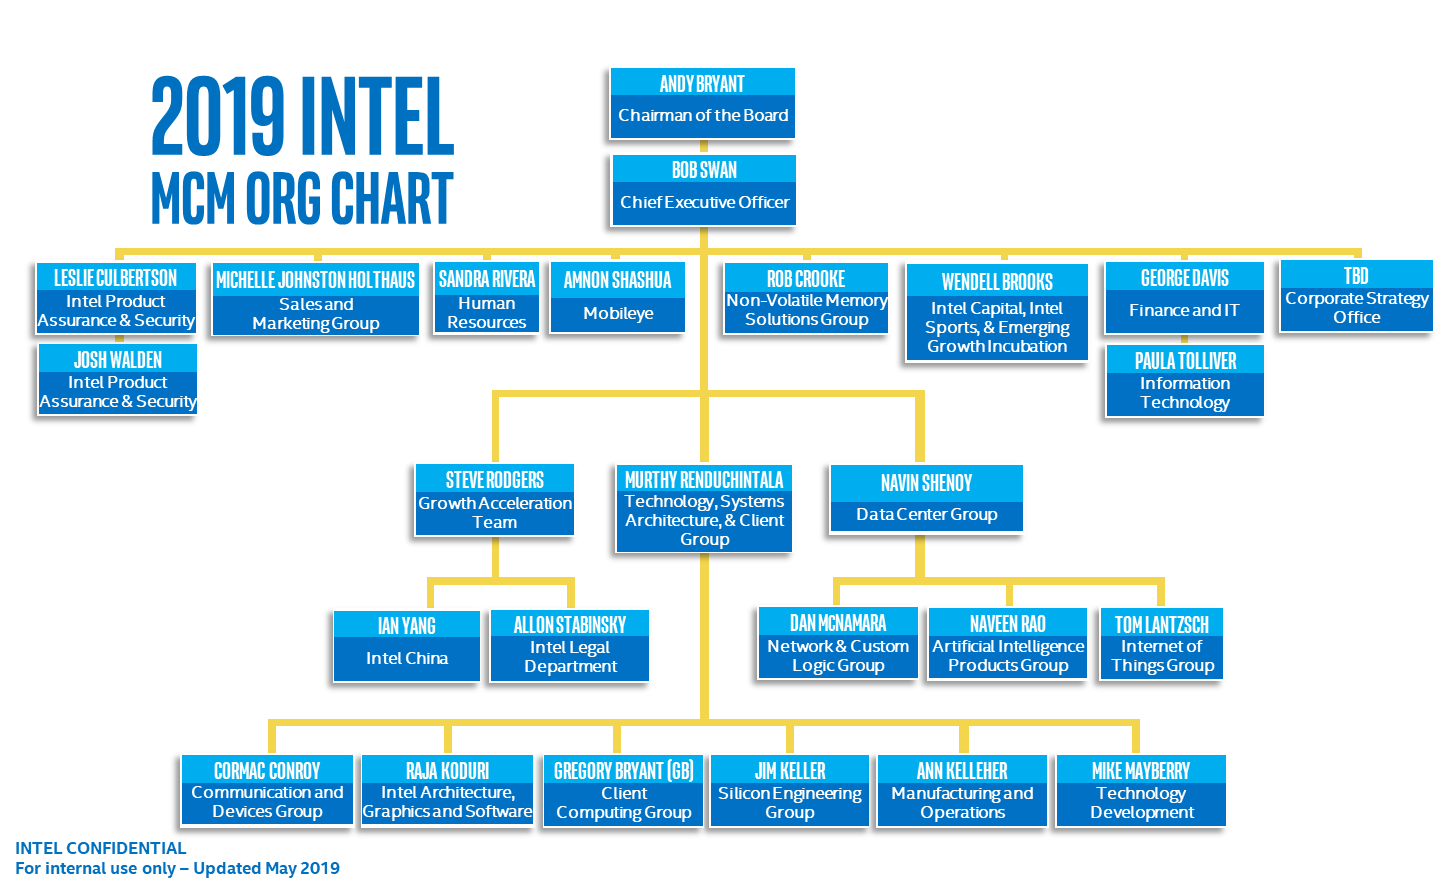 2019 INTEL
MCM ORG CHART
ANDY BRYANT
Chairman of the Board
BOB SWAN
Chief Executive Officer
LESLIE CULBERTSON
Intel Product
Assurance & Security
MICHELLE JOHNSTON HOLTHAUS
Sales and
Marketing Group
SANDRA RIVERA
Human
Resources
AMNON SHASHUA
Mobileye
ROB CROOKE
Non-Volatile Memory
Solutions Group
WENDELL BROOKS
Intel Capital, Intel
Sports, & Emerging
Growth Incubation
GEORGE DAVIS
Finance and IT
TBD
Corporate Strategy
Office
JOSH WALDEN
Intel Product
Assurance & Security
PAULA TOLLIVER
Information
Technology
STEVE RODGERS
Growth Acceleration
Team
MURTHY RENDUCHINTALA
Technology, Systems
Architecture, & Client
Group
NAVIN SHENOY
Data Center Group
IAN YANG
Intel China
ALLON STABINSKY
Intel Legal
Department
DAN McNAMARA
Network & Custom
Logic Group
NAVEEN RAO
Artificial Intelligence
Products Group
TOM LANTZSCH
Internet of
Things Group
CORMAC CONROY
Communication and
Devices Group
RAJA KODURI
Intel Architecture,
Graphics and Software
GREGORY BRYANT (GB)
Client
Computing Group
JIM KELLER
Silicon Engineering
Group
ANN KELLEHER
Manufacturing and
Operations
MIKE MAYBERRY
Technology
Development
INTEL CONFIDENTIAL
For internal use only – Updated May 2019